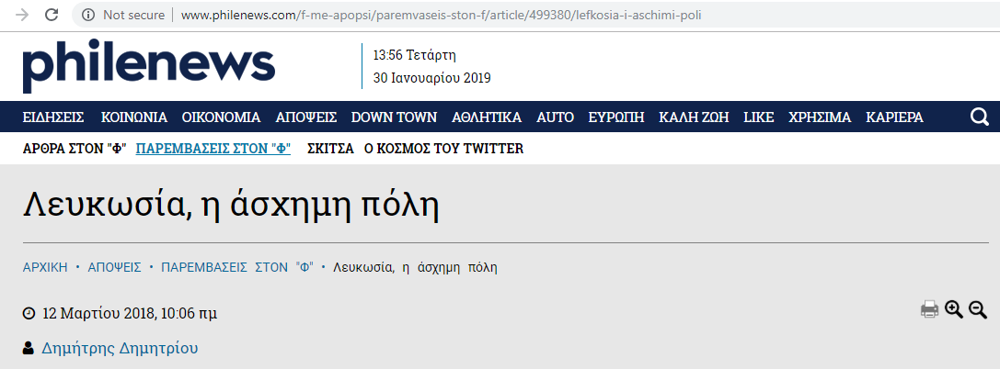 Not secure | www.philenews.com/f-me-apopsi/paremvaseis-ston-f/article/499380/lefkosia-i-aschimi-poli
philenews
13:56 Τετάρτη
30 Ιανουαρίου 2019
ΕΙΔΗΣΕΙΣ ΚΟΙΝΩΝΙΑ ΟΙΚΟΝΟΜΙΑ ΑΠΟΨΕΙΣ DOWN TOWN ΑΘΛΗΤΙΚΑ AUTO ΕΥΡΩΠΗ ΚΑΛΗ ΖΩΗ LIKE ΧΡΗΣΙΜΑ ΚΑΡΙΕΡΑ
ΑΡΘΡΑ ΣΤΟΝ "Φ" ΠΑΡΕΜΒΑΣΕΙΣ ΣΤΟΝ "Φ" ΣΚΙΤΣΑ Ο ΚΟΣΜΟΣ ΤΟΥ TWITTER
Λευκωσία, η άσχημη πόλη
ΑΡΧΙΚΗ • ΑΠΟΨΕΙΣ • ΠΑΡΕΜΒΑΣΕΙΣ ΣΤΟΝ "Φ" • Λευκωσία, η άσχημη πόλη
12 Μαρτίου 2018, 10:06 πμ
Δημήτρης Δημητρίου